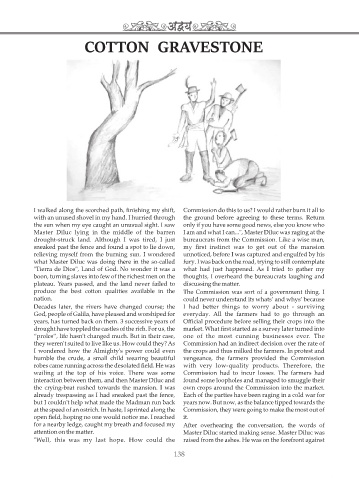 अद्वय
COTTON GRAVESTONE
I walked along the scorched path, finishing my shift,
with an unused shovel in my hand. I hurried through
the sun when my eye caught an unusual sight. I saw
Master Diluc lying in the middle of the barren
drought-struck land. Although I was tired, I just
sneaked past the fence and found a spot to lie down,
relieving myself from the burning sun. I wondered
what Master Diluc was doing there in the so-called
"Tierra de Dios", Land of God. No wonder it was a
boon, turning slaves into few of the richest men on the
plateau. Years passed, and the land never failed to
produce the best cotton qualities available in the
nation.
Decades later, the rivers have changed course; the
God, people of Galila, have pleased and worshiped for
years, has turned back on them. 3 successive years of
drought have toppled the castles of the rich. For us, the
"proles", life hasn't changed much. But in their case,
they weren't suited to live like us. How could they? As
I wondered how the Almighty's power could even
humble the crude, a small child wearing beautiful
robes came running across the desolated field. He was
wailing at the top of his voice. There was some
interaction between them, and then Master Diluc and
the crying-brat rushed towards the mansion. I was
already trespassing as I had sneaked past the fence,
but I couldn't help what made the Madman run back
at the speed of an ostrich. In haste, I sprinted along the
open field, hoping no one would notice me. I reached
for a nearby ledge, caught my breath and focused my
attention on the matter.
"Well, this was my last hope. How could the
Commission do this to us? I would rather burn it all to
the ground before agreeing to these terms. Return
only if you have some good news, else you know who
I am and what I can...". Master Diluc was raging at the
bureaucrats from the Commission. Like a wise man,
my first instinct was to get out of the mansion
unnoticed, before I was captured and engulfed by his
fury. I was back on the road, trying to still contemplate
what had just happened. As I tried to gather my
thoughts, I overheard the bureaucrats laughing and
discussing the matter.
The Commission was sort of a government thing. I
could never understand its whats' and whys' because
I had better things to worry about - surviving
everyday. All the farmers had to go through an
Official procedure before selling their crops into the
market. What first started as a survey later turned into
one of the most cunning businesses ever. The
Commission had an indirect decision over the rate of
the crops and thus milked the farmers. In protest and
vengeance, the farmers provided the Commission
with very low-quality products. Therefore, the
Commission had to incur losses. The farmers had
found some loopholes and managed to smuggle their
own crops around the Commission into the market.
Each of the parties have been raging in a cold war for
years now. But now, as the balance tipped towards the
Commission, they were going to make the most out of
it.
After overhearing the conversation, the words of
Master Diluc started making sense. Master Diluc was
raised from the ashes. He was on the forefront against
138